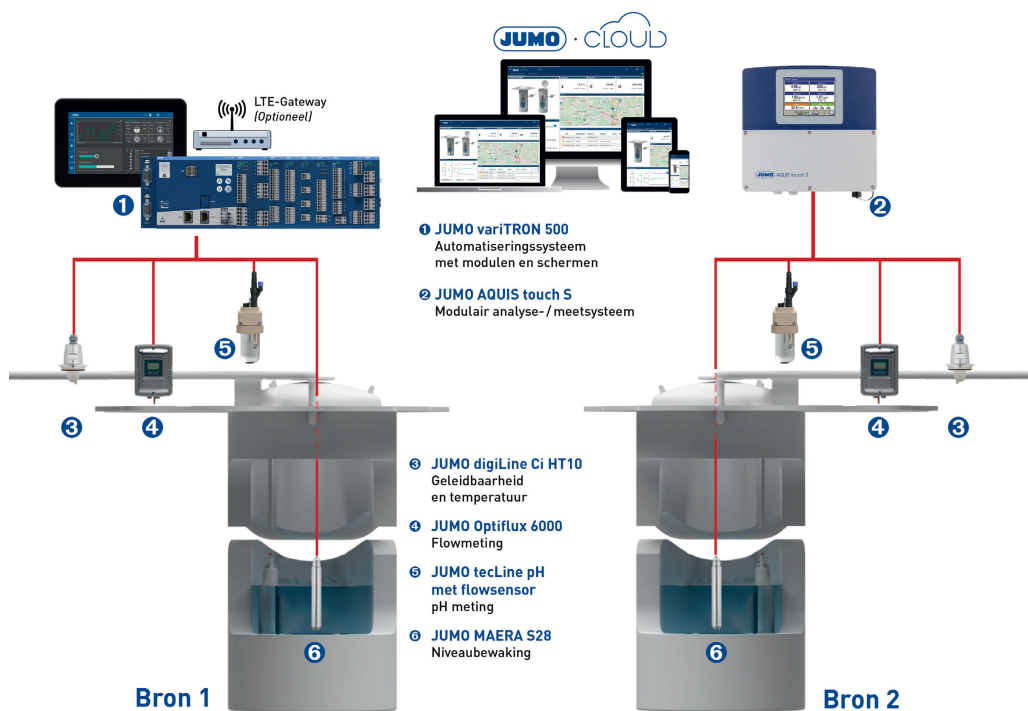 JUMO · CLOUD
LTE-Gateway
(Optioneel)
JUMO AQUIS touch S
1
2
1 JUMO variTRON 500
Automatiseringssysteem
met modulen en schermen
2 JUMO AQUIS touch S
Modulair analyse-/meetsysteem
5
5
3
4
4
3
3 JUMO digiLine Ci HT10
Geleidbaarheid
en temperatuur
4 JUMO Optiflux 6000
Flowmeting
5 JUMO tecLine pH
met flowsensor
pH meting
6 JUMO MAERA S28
Niveaubewaking
6
6
Bron 1
Bron 2